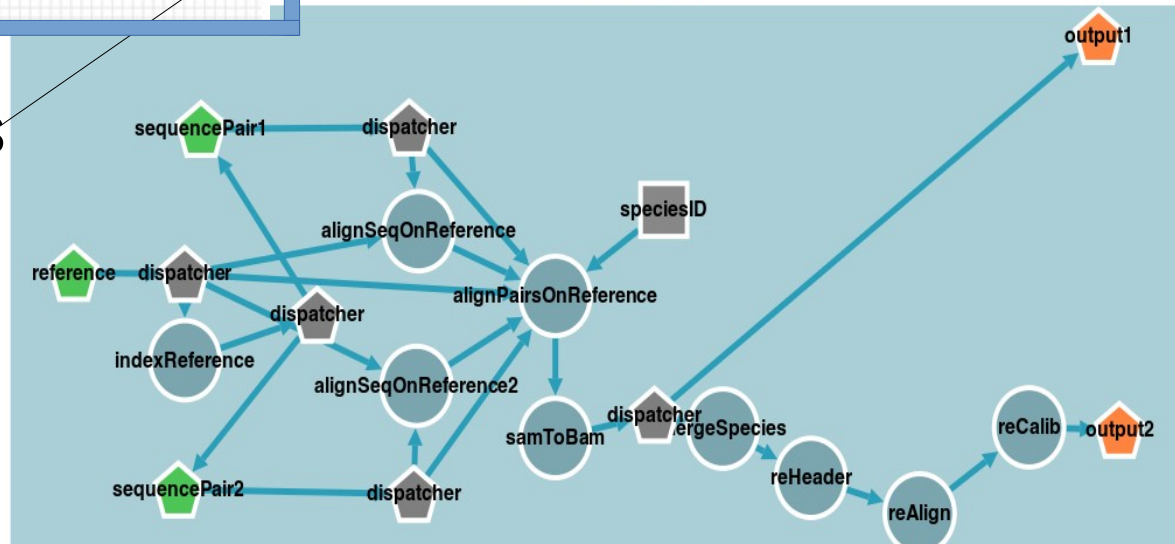 output1
sequencePair1
dispatcher
speciesID
alignSeqOnReference
reference
dispatcher
alignPairsOnReference
dispatcher
indexReference
alignSeqOnReference2
dispatcher
ergeSpecies
samToBam
reCalib
output2
reHeader
sequencePair2
dispatcher
reAlign